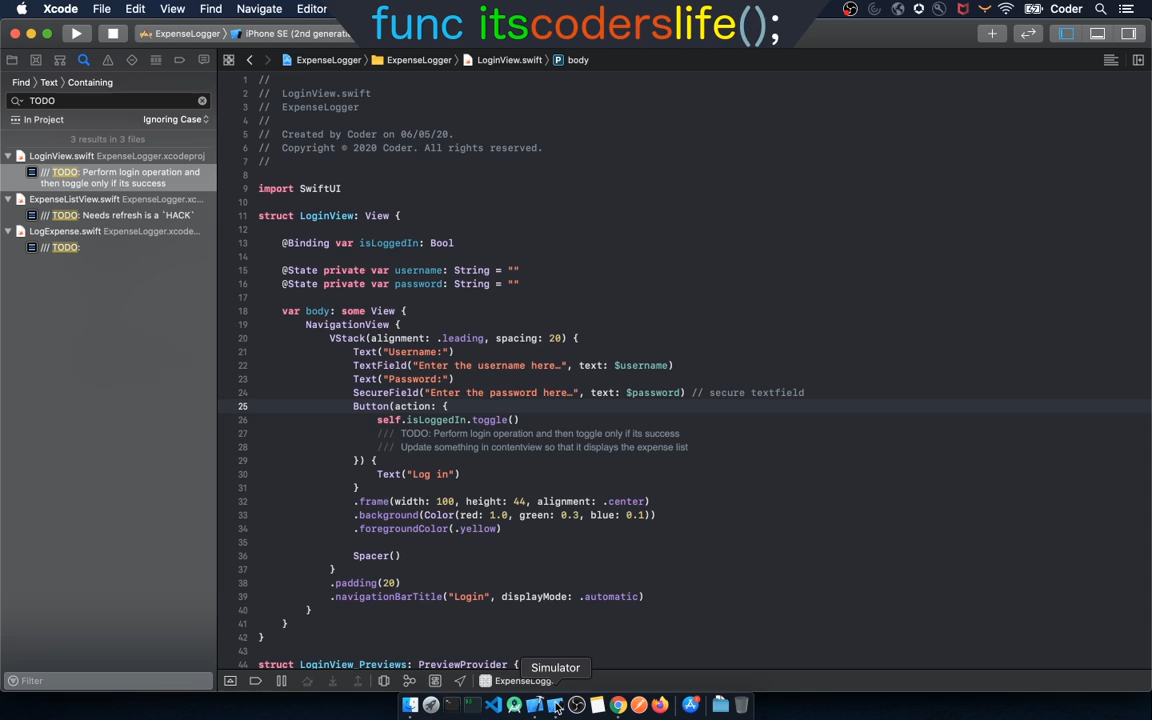 Xcode File Edit View Find Navigate Editor
func itscoderslife();
Coder
ExpenseLogger iPhone SE (2nd generati
ExpenseLogger ExpenseLogger LoginView.swift P body
Find Text Containing
TODO
In Project Ignoring Case
3 results in 3 files
LoginView.swift ExpenseLogger.xcodeproj
/// TODO: Perform login operation and
then toggle only if its success
ExpenseListView.swift ExpenseLogger.xc...
/// TODO: Needs refresh is a `HACK`
LogExpense.swift ExpenseLogger.xcode...
/// TODO:
1 //
2 // LoginView.swift
3 // ExpenseLogger
4 //
5 // Created by Coder on 06/05/20.
6 // Copyright © 2020 Coder. All rights reserved.
7 //
8
9 import SwiftUI
10
11 struct LoginView: View {
12
13 @Binding var isLoggedIn: Bool
14
15 @State private var username: String = ""
16 @State private var password: String = ""
17
18 var body: some View {
19 NavigationView {
20 VStack(alignment: .leading, spacing: 20) {
21 Text("Username:")
22 TextField("Enter the username here…", text: $username)
23 Text("Password:")
24 SecureField("Enter the password here…", text: $password) // secure textfield
25 Button(action: {
26 self.isLoggedIn.toggle()
27 /// TODO: Perform login operation and then toggle only if its success
28 /// Update something in contentview so that it displays the expense list
29 }) {
30 Text("Log in")
31 }
32 .frame(width: 100, height: 44, alignment: .center)
33 .background(Color(red: 1.0, green: 0.3, blue: 0.1))
34 .foregroundColor(.yellow)
35
36 Spacer()
37 }
38 .padding(20)
39 .navigationBarTitle("Login", displayMode: .automatic)
40 }
41 }
42 }
43
44 struct LoginView_Previews: PreviewProvider {
Simulator
Filter
ExpenseLogg